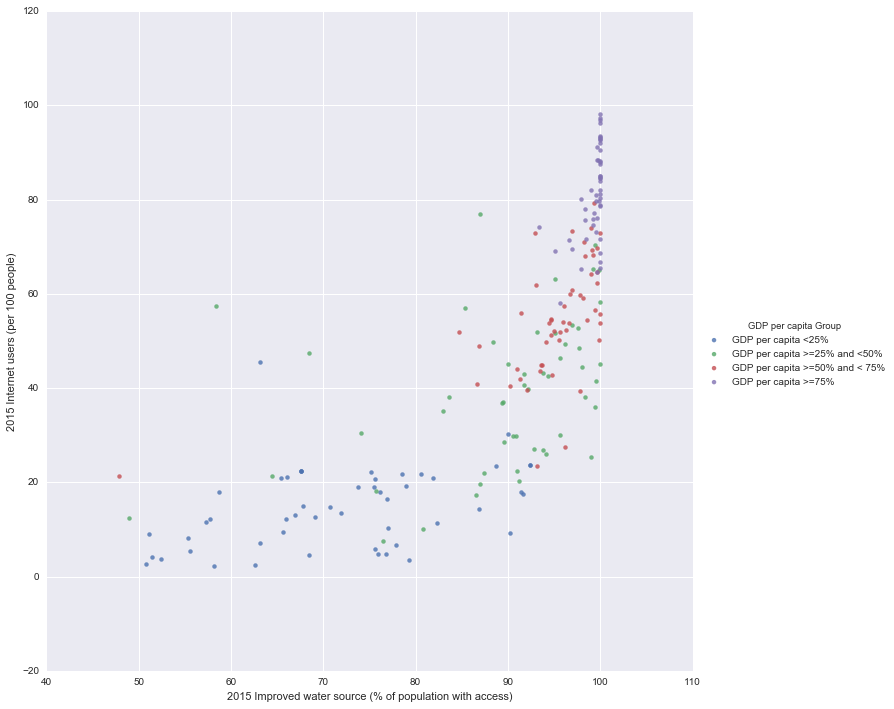 120
100
80
60
40
20
0
−20
40
50
60
70
80
90
100
110
2015 Internet users (per 100 people)
2015 Improved water source (% of population with access)
GDP per capita Group
GDP per capita <25%
GDP per capita >=25% and <50%
GDP per capita >=50% and < 75%
GDP per capita >=75%